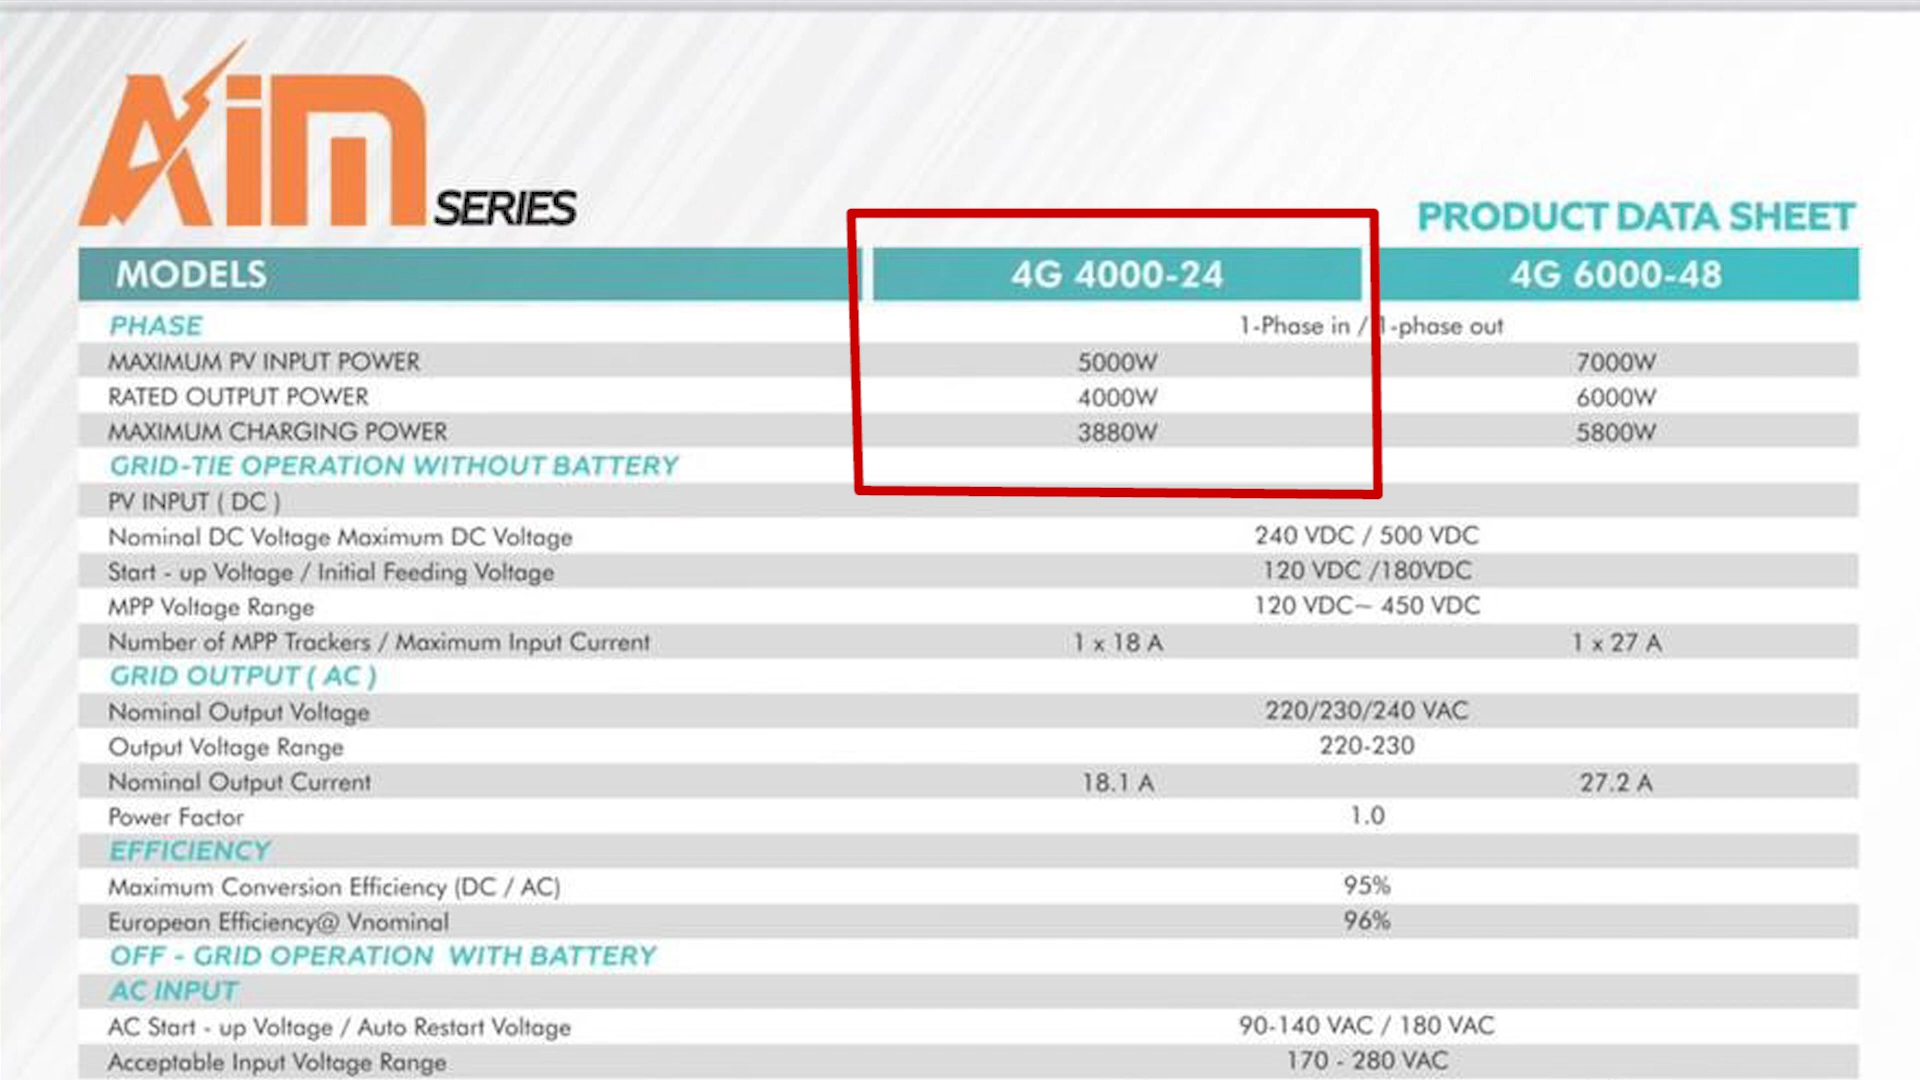 Aim SERIES
PRODUCT DATA SHEET
MODELS 4G 4000-24 4G 6000-48
PHASE 1-Phase in / 1-phase out
MAXIMUM PV INPUT POWER 5000W 7000W
RATED OUTPUT POWER 4000W 6000W
MAXIMUM CHARGING POWER 3880W 5800W
GRID-TIE OPERATION WITHOUT BATTERY
PV INPUT ( DC )
Nominal DC Voltage Maximum DC Voltage 240 VDC / 500 VDC
Start - up Voltage / Initial Feeding Voltage 120 VDC /180VDC
MPP Voltage Range 120 VDC~ 450 VDC
Number of MPP Trackers / Maximum Input Current 1 x 18 A 1 x 27 A
GRID OUTPUT ( AC )
Nominal Output Voltage 220/230/240 VAC
Output Voltage Range 220-230
Nominal Output Current 18.1 A 27.2 A
Power Factor 1.0
EFFICIENCY
Maximum Conversion Efficiency (DC / AC) 95%
European Efficiency@ Vnominal 96%
OFF - GRID OPERATION WITH BATTERY
AC INPUT
AC Start - up Voltage / Auto Restart Voltage 90-140 VAC / 180 VAC
Acceptable Input Voltage Range 170 - 280 VAC